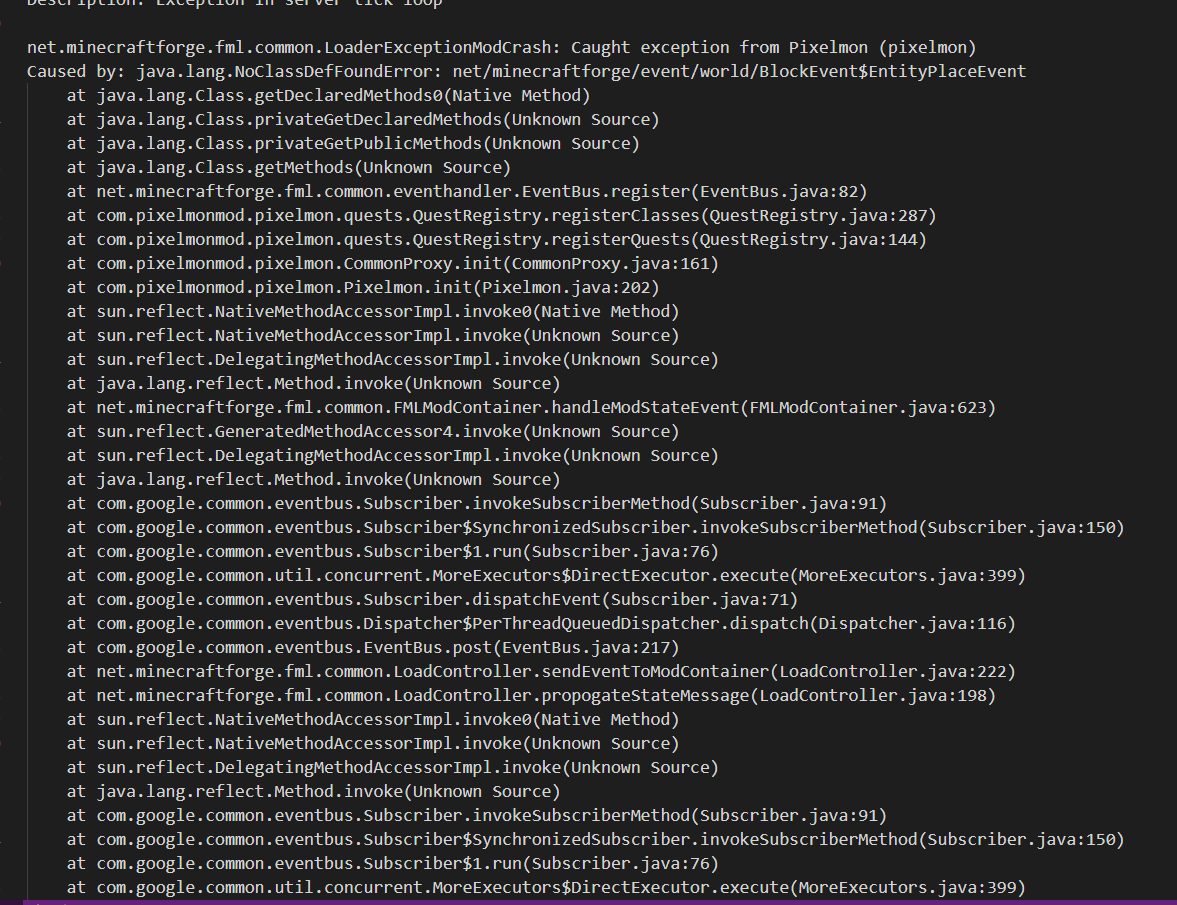 Description: Exception in server tick loop
net.minecraftforge.fml.common.LoaderExceptionModCrash: Caught exception from Pixelmon (pixelmon)
Caused by: java.lang.NoClassDefFoundError: net/minecraftforge/event/world/BlockEvent$EntityPlaceEvent
at java.lang.Class.getDeclaredMethods0(Native Method)
at java.lang.Class.privateGetDeclaredMethods(Unknown Source)
at java.lang.Class.privateGetPublicMethods(Unknown Source)
at java.lang.Class.getMethods(Unknown Source)
at net.minecraftforge.fml.common.eventhandler.EventBus.register(EventBus.java:82)
at com.pixelmonmod.pixelmon.quests.QuestRegistry.registerClasses(QuestRegistry.java:287)
at com.pixelmonmod.pixelmon.quests.QuestRegistry.registerQuests(QuestRegistry.java:144)
at com.pixelmonmod.pixelmon.CommonProxy.init(CommonProxy.java:161)
at com.pixelmonmod.pixelmon.Pixelmon.init(Pixelmon.java:202)
at sun.reflect.NativeMethodAccessorImpl.invoke0(Native Method)
at sun.reflect.NativeMethodAccessorImpl.invoke(Unknown Source)
at sun.reflect.DelegatingMethodAccessorImpl.invoke(Unknown Source)
at java.lang.reflect.Method.invoke(Unknown Source)
at net.minecraftforge.fml.common.FMLModContainer.handleModStateEvent(FMLModContainer.java:623)
at sun.reflect.GeneratedMethodAccessor4.invoke(Unknown Source)
at sun.reflect.DelegatingMethodAccessorImpl.invoke(Unknown Source)
at java.lang.reflect.Method.invoke(Unknown Source)
at com.google.common.eventbus.Subscriber.invokeSubscriberMethod(Subscriber.java:91)
at com.google.common.eventbus.Subscriber$SynchronizedSubscriber.invokeSubscriberMethod(Subscriber.java:150)
at com.google.common.eventbus.Subscriber$1.run(Subscriber.java:76)
at com.google.common.util.concurrent.MoreExecutors$DirectExecutor.execute(MoreExecutors.java:399)
at com.google.common.eventbus.Subscriber.dispatchEvent(Subscriber.java:71)
at com.google.common.eventbus.Dispatcher$PerThreadQueuedDispatcher.dispatch(Dispatcher.java:116)
at com.google.common.eventbus.EventBus.post(EventBus.java:217)
at net.minecraftforge.fml.common.LoadController.sendEventToModContainer(LoadController.java:222)
at net.minecraftforge.fml.common.LoadController.propogateStateMessage(LoadController.java:198)
at sun.reflect.NativeMethodAccessorImpl.invoke0(Native Method)
at sun.reflect.NativeMethodAccessorImpl.invoke(Unknown Source)
at sun.reflect.DelegatingMethodAccessorImpl.invoke(Unknown Source)
at java.lang.reflect.Method.invoke(Unknown Source)
at com.google.common.eventbus.Subscriber.invokeSubscriberMethod(Subscriber.java:91)
at com.google.common.eventbus.Subscriber$SynchronizedSubscriber.invokeSubscriberMethod(Subscriber.java:150)
at com.google.common.eventbus.Subscriber$1.run(Subscriber.java:76)
at com.google.common.util.concurrent.MoreExecutors$DirectExecutor.execute(MoreExecutors.java:399)